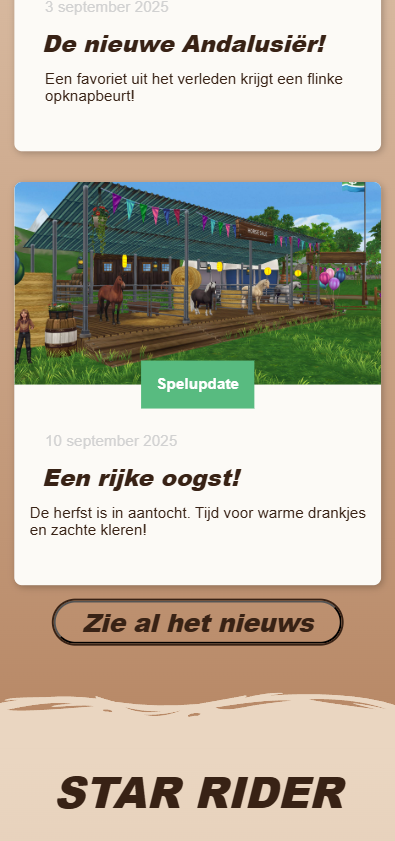 3 september 2025
De nieuwe Andalusiër!
Een favoriet uit het verleden krijgt een flinke
opknapbeurt!
HORSE SALE
Spelupdate
10 september 2025
Een rijke oogst!
De herfst is in aantocht. Tijd voor warme drankjes
en zachte kleren!
Zie al het nieuws
STAR RIDER